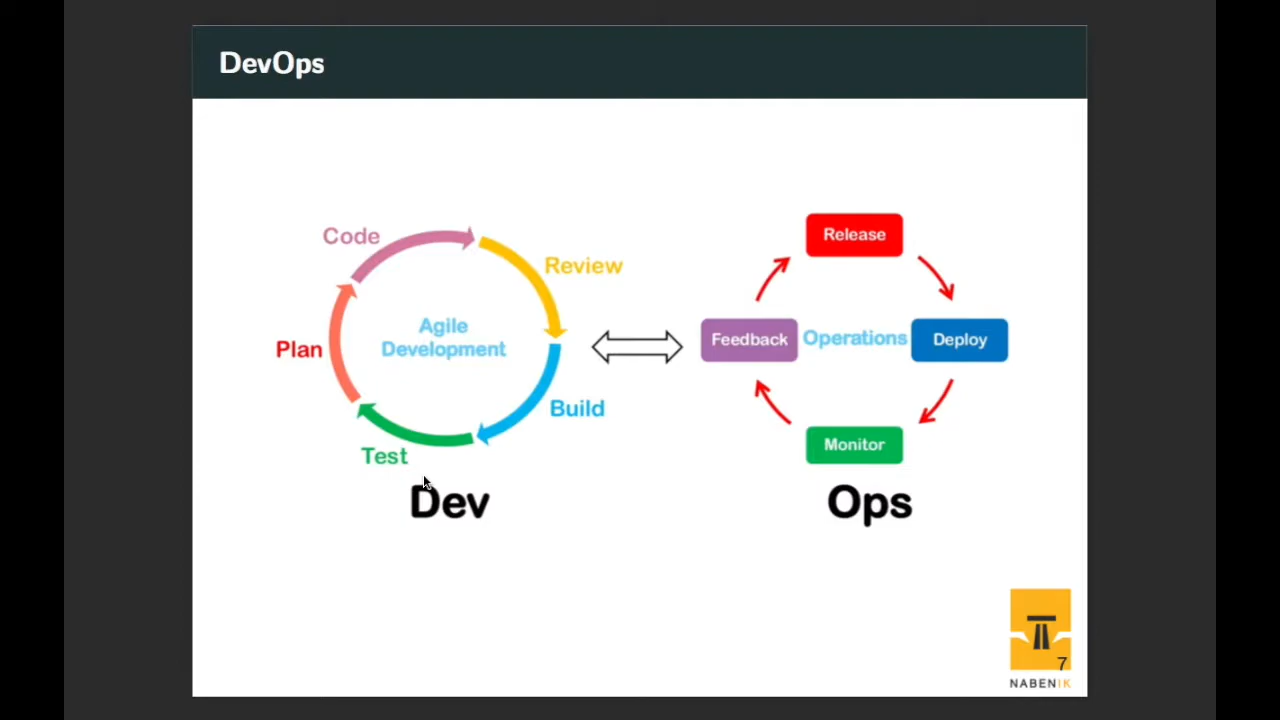 DevOps
Code
Review
Plan
Agile
Development
Build
Test
Dev
Release
Feedback
Operations
Deploy
Monitor
Ops
7
NABENIK